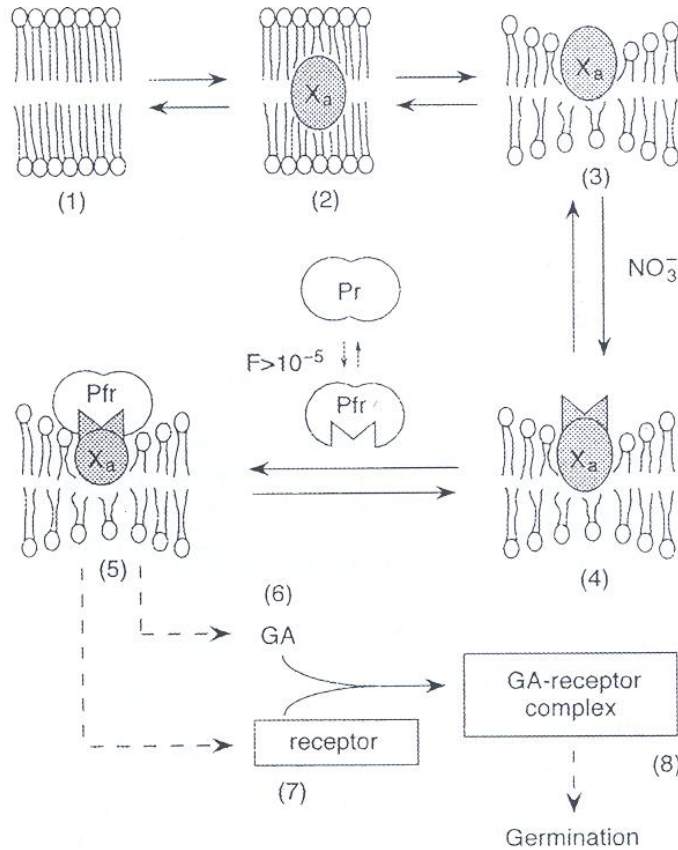 Xa
Xa
(1)
(2)
(3)
NO3−
Pr
F>10−5
Pfr
Pfr
Xa
Xa
(5)
(4)
(6)
GA
GA-receptor
complex
receptor
(7)
(8)
Germination